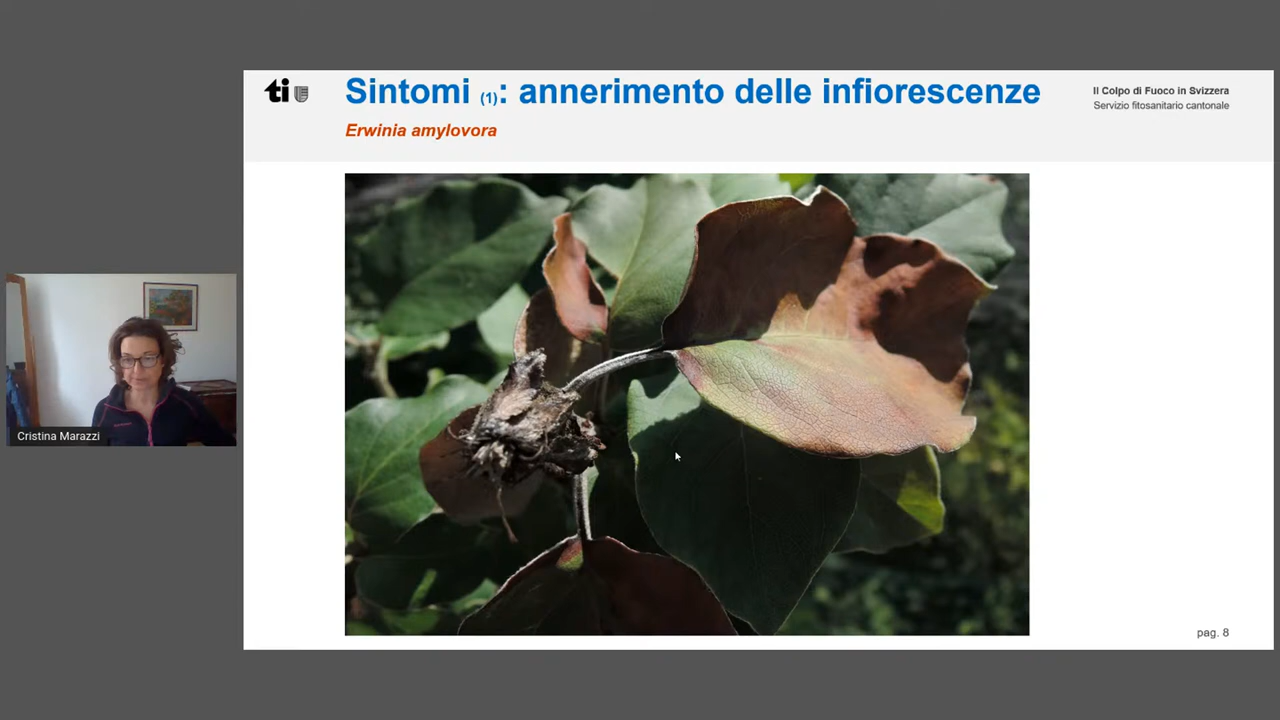 ti
Sintomi (1): annerimento delle infiorescenze
Erwinia amylovora
Il Colpo di Fuoco in Svizzera
Servizio fitosanitario cantonale
Cristina Marazzi
pag. 8